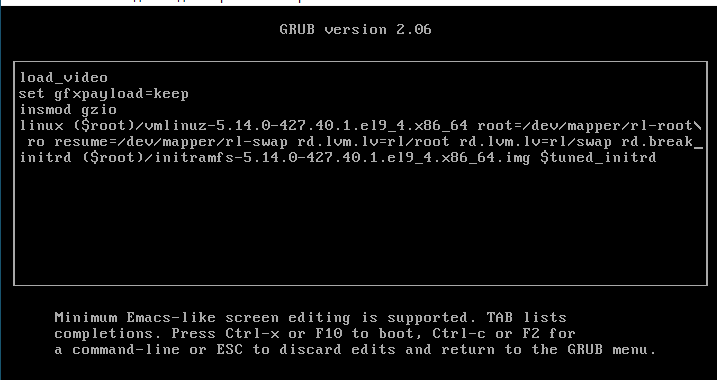 GRUB version 2.06
load_video
set gfxpayload=keep
insmod gzio
linux ($root)/vmlinuz-5.14.0-427.40.1.el9_4.x86_64 root=/dev/mapper/rl-root\
ro resume=/dev/mapper/rl-swap rd.lvm.lv=rl/root rd.lvm.lv=rl/swap rd.break_
initrd ($root)/initramfs-5.14.0-427.40.1.el9_4.x86_64.img $tuned_initrd
Minimum Emacs-like screen editing is supported. TAB lists
completions. Press Ctrl-x or F10 to boot, Ctrl-c or F2 for
a command-line or ESC to discard edits and return to the GRUB menu.